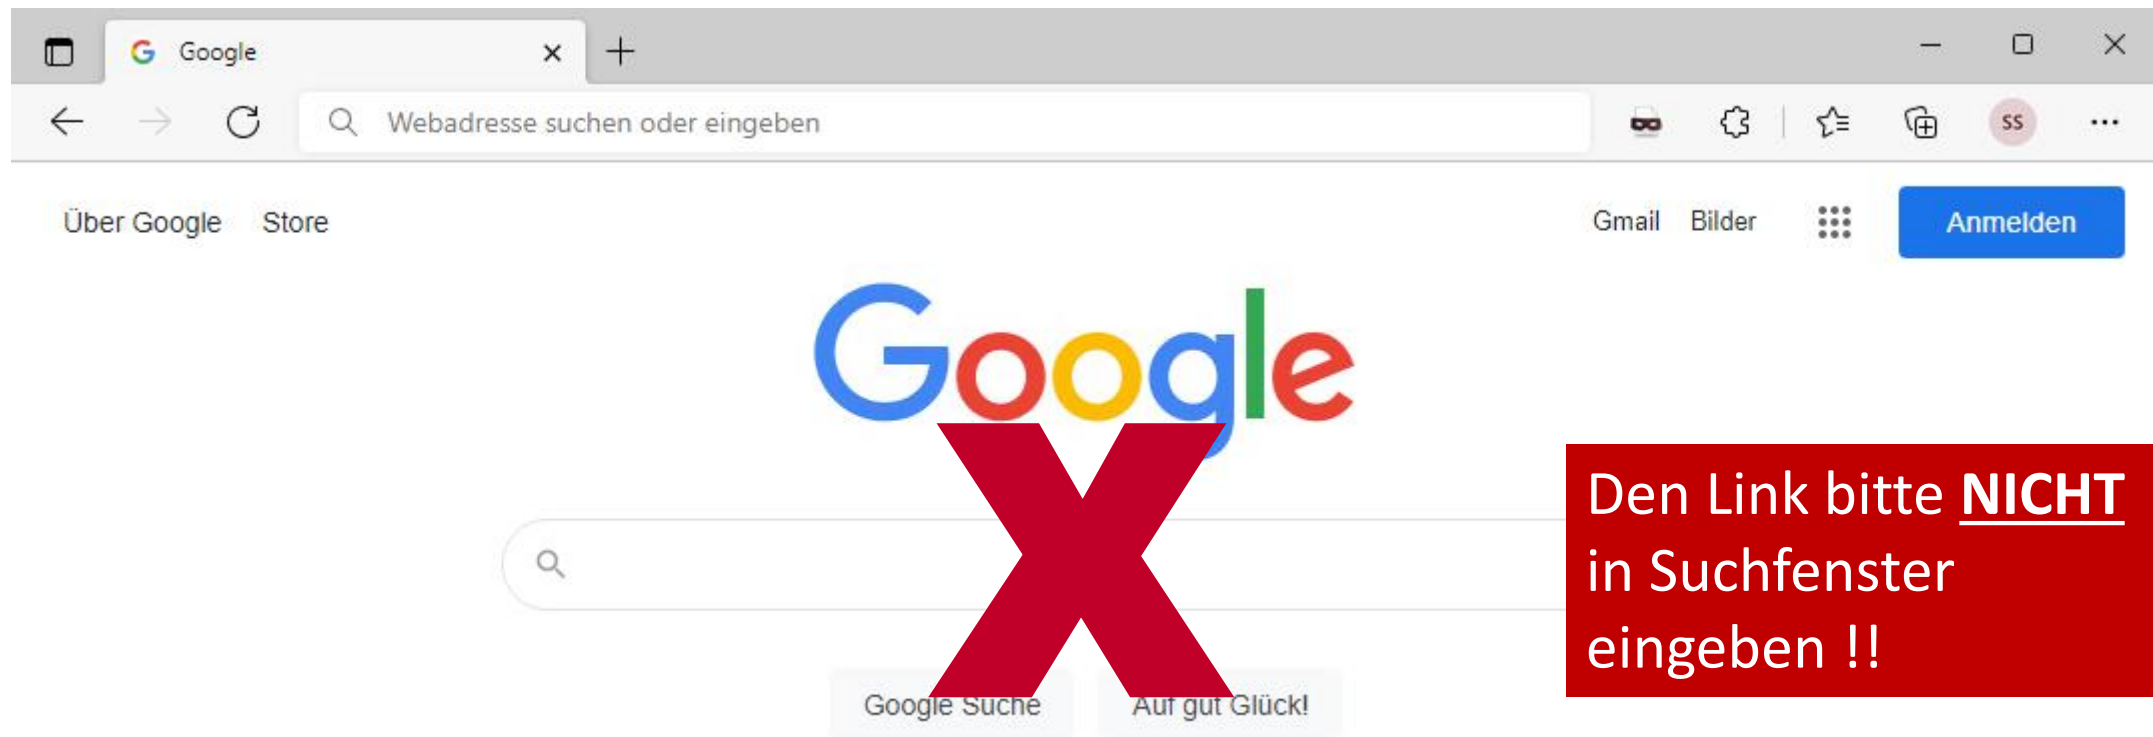 Google
Webadresse suchen oder eingeben
SS
Über Google Store
Gmail Bilder
Anmelden
Google
X
Den Link bitte NICHT
in Suchfenster
eingeben !!
Google Suche
Auf gut Glück!